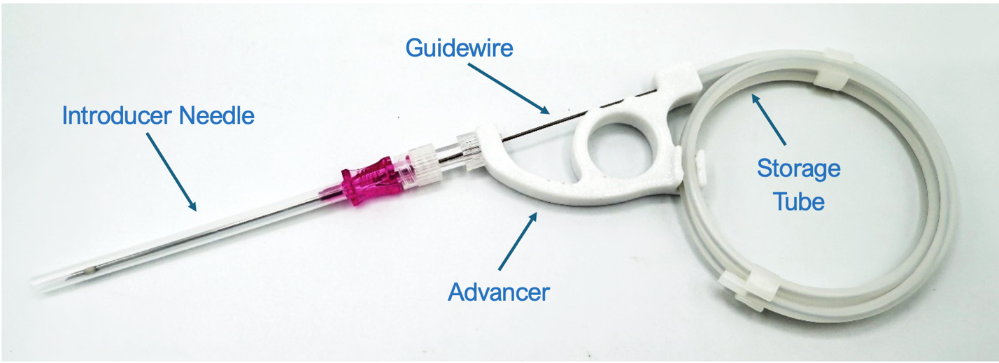 Guidewire
Introducer Needle
Storage
Tube
Advancer